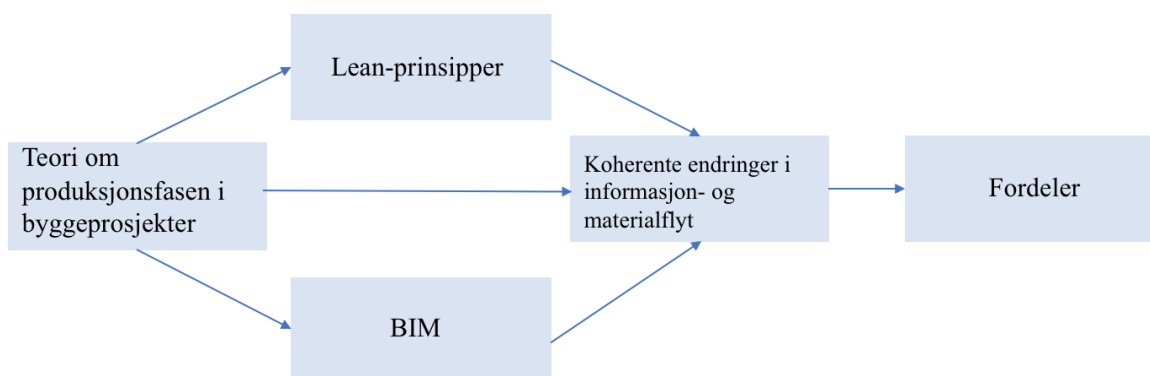 Lean-prinsipper
Teori om
produksjonsfasen i
byggeprosjekter
Koherente endringer i
informasjon- og
materialflyt
Fordeler
BIM